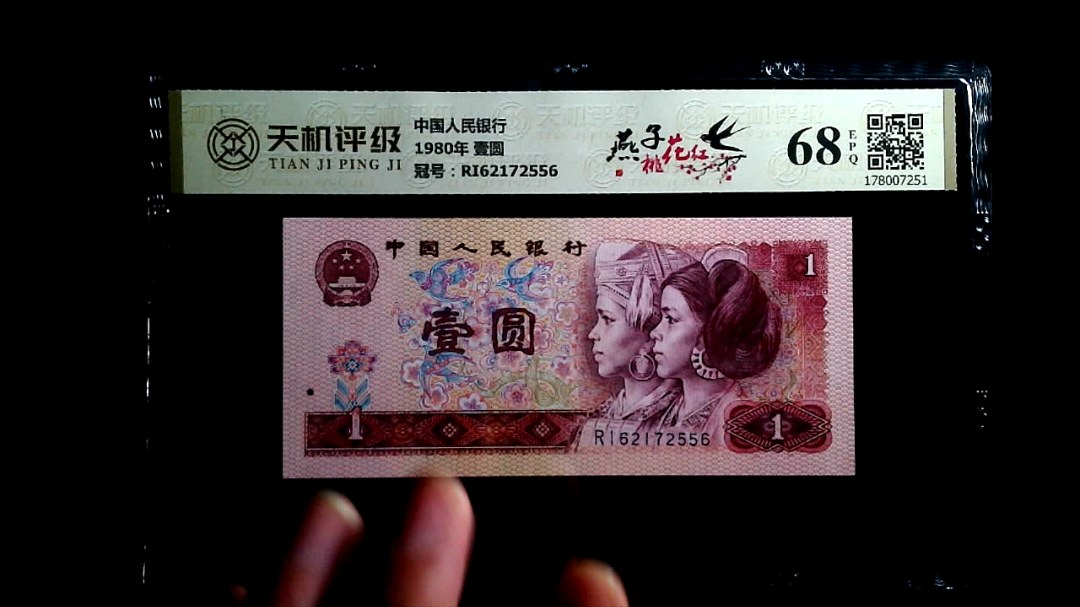 天机评级
TIAN JI PING JI
中国人民银行
1980年 壹圆
冠号：RI62172556
燕子
桃花红
68
EPQ
178007251
中国人民银行
1
壹圆
1
RI62172556
1